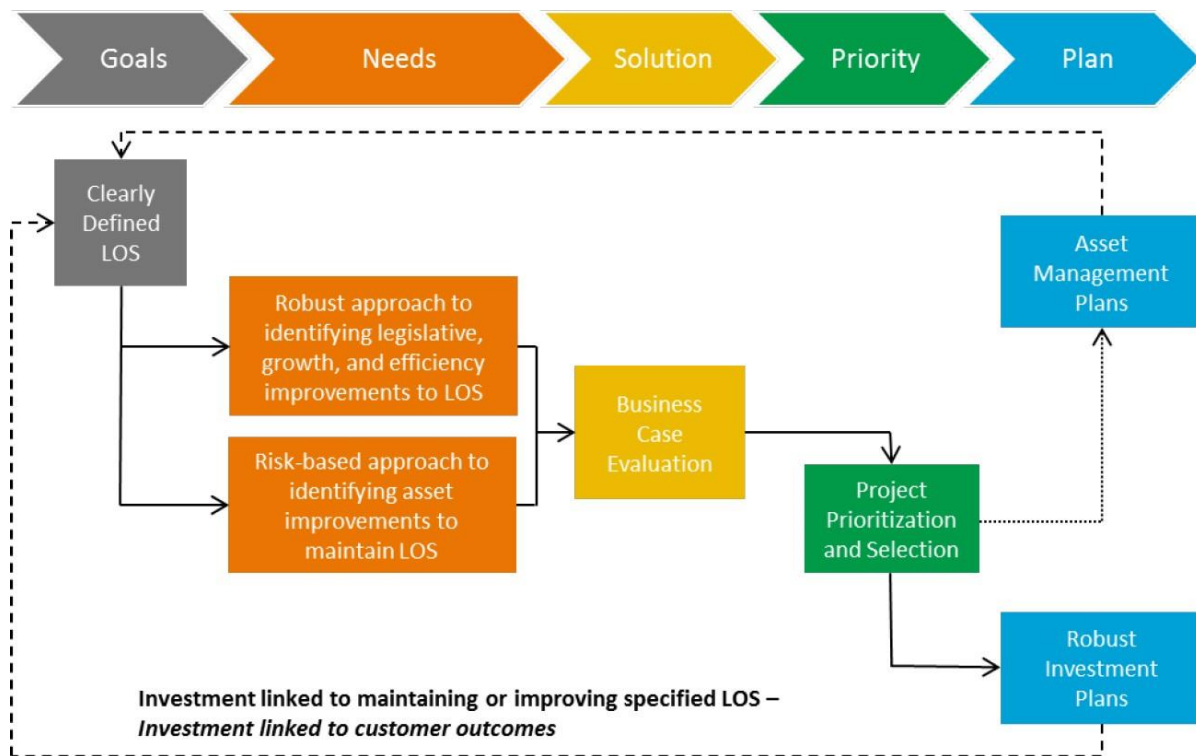 Goals
Needs
Solution
Priority
Plan
Clearly
Defined
LOS
Robust approach to
identifying legislative,
growth, and efficiency
improvements to LOS
Risk-based approach to
identifying asset
improvements to
maintain LOS
Business
Case
Evaluation
Project
Prioritization
and Selection
Asset
Management
Plans
Robust
Investment
Plans
Investment linked to maintaining or improving specified LOS –
Investment linked to customer outcomes